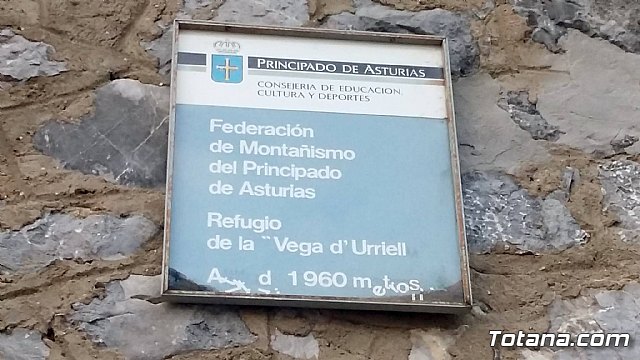 PRINCIPADO DE ASTURIAS
CONSEJERIA DE EDUCACION,
CULTURA Y DEPORTES
Federación
de Montañismo
del Principado
de Asturias
Refugio
de la "Vega d'Urriell
A d. 1960 metros
Totana.com